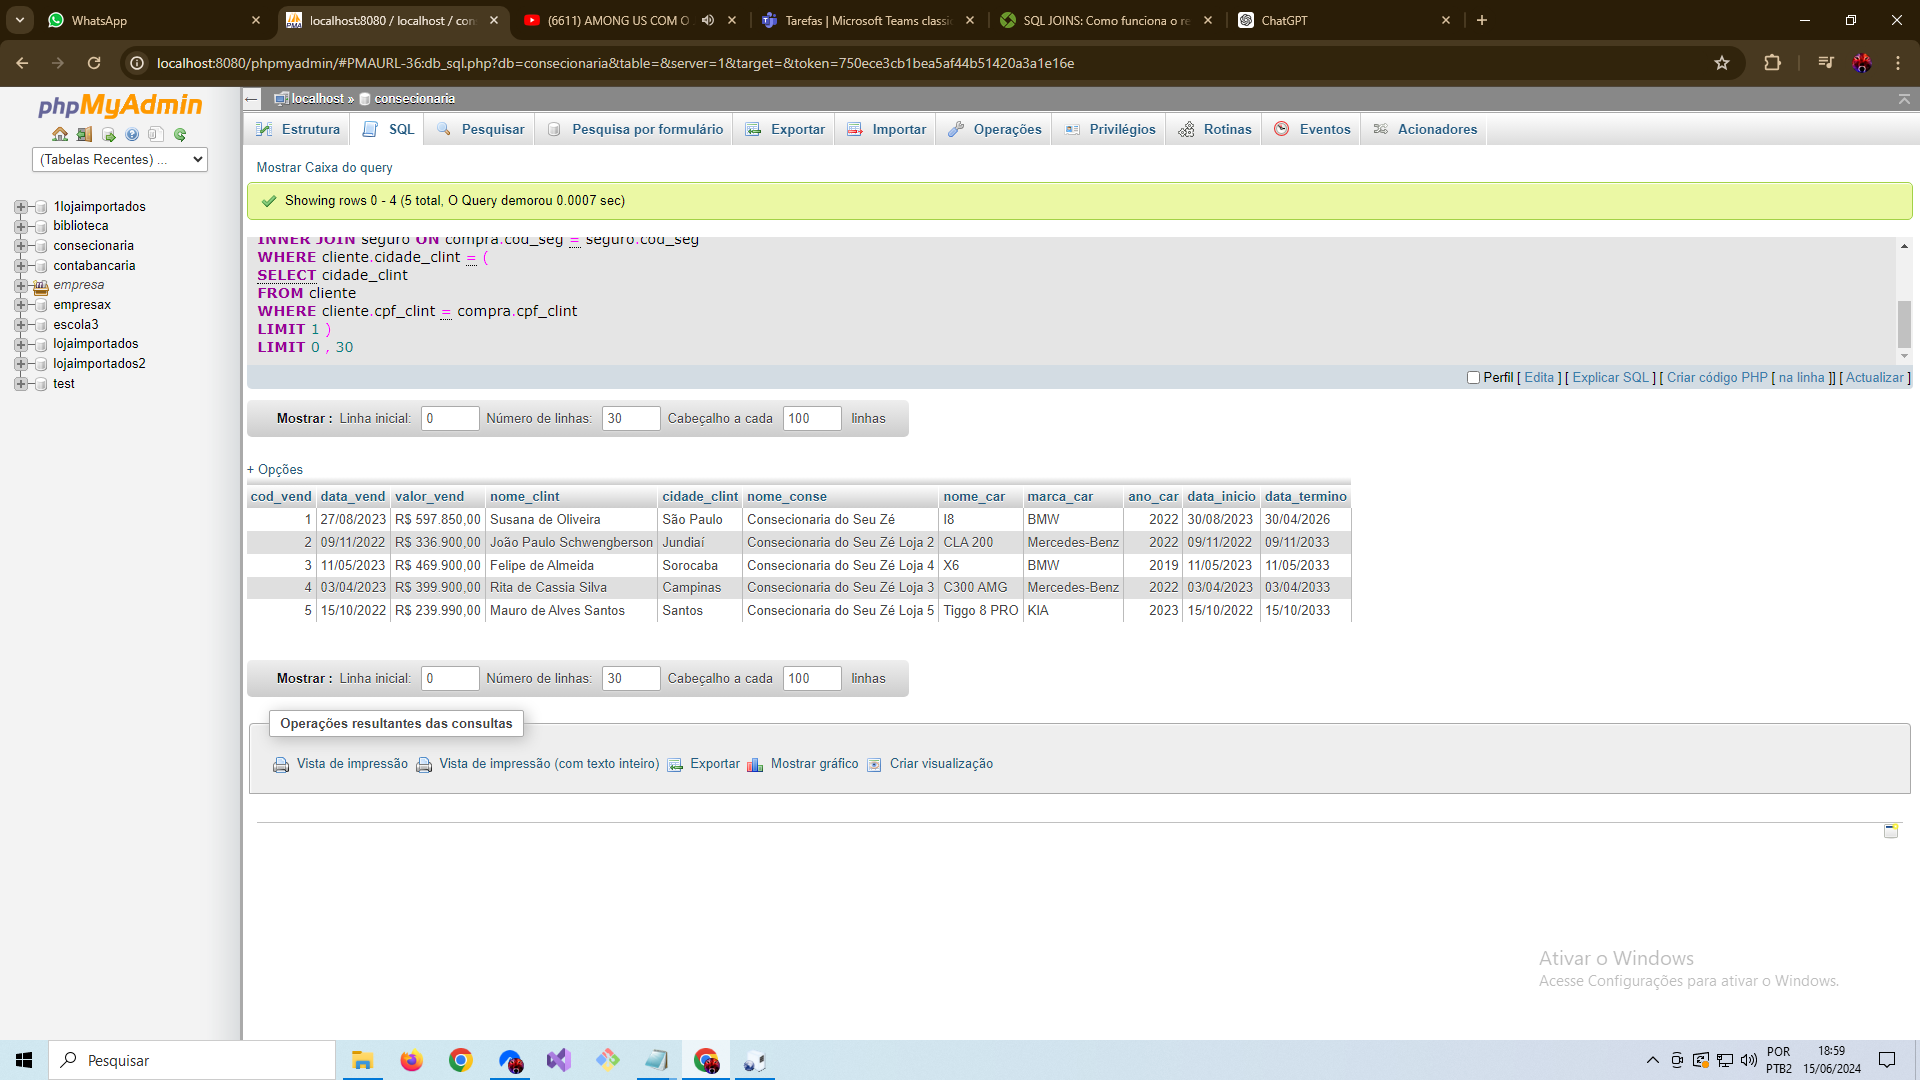 WhatsApp
localhost:8080 / localhost / con
(6611) AMONG US COM O
Tarefas | Microsoft Teams classic
SQL JOINS: Como funciona o re
ChatGPT
localhost:8080/phpmyadmin/#PMAURL-36:db_sql.php?db=consecionaria&table=&server=1&target=&token=750ece3cb1bea5af44b51420a3a1e16e
phpMyAdmin
(Tabelas Recentes) ...
1lojaimportados
biblioteca
consecionaria
contabancaria
empresa
empresax
escola3
lojaimportados
lojaimportados2
test
localhost » consecionaria
Estrutura SQL Pesquisar Pesquisa por formulário Exportar Importar Operações Privilégios Rotinas Eventos Acionadores
Mostrar Caixa do query
Showing rows 0 - 4 (5 total, O Query demorou 0.0007 sec)
INNER JOIN seguro ON compra.cod_seg = seguro.cod_seg
WHERE cliente.cidade_clint = (
SELECT cidade_clint
FROM cliente
WHERE cliente.cpf_clint = compra.cpf_clint
LIMIT 1 )
LIMIT 0 , 30
Perfil [ Edita ] [ Explicar SQL ] [ Criar código PHP [ na linha ]] [ Actualizar ]
Mostrar : Linha inicial: 0 Número de linhas: 30 Cabeçalho a cada 100 linhas
+ Opções
cod_vend data_vend valor_vend nome_clint cidade_clint nome_conse nome_car marca_car ano_car data_inicio data_termino
1 27/08/2023 R$ 597.850,00 Susana de Oliveira São Paulo Consecionaria do Seu Zé I8 BMW 2022 30/08/2023 30/04/2026
2 09/11/2022 R$ 336.900,00 João Paulo Schwengberson Jundiaí Consecionaria do Seu Zé Loja 2 CLA 200 Mercedes-Benz 2022 09/11/2022 09/11/2033
3 11/05/2023 R$ 469.900,00 Felipe de Almeida Sorocaba Consecionaria do Seu Zé Loja 4 X6 BMW 2019 11/05/2023 11/05/2033
4 03/04/2023 R$ 399.900,00 Rita de Cassia Silva Campinas Consecionaria do Seu Zé Loja 3 C300 AMG Mercedes-Benz 2022 03/04/2023 03/04/2033
5 15/10/2022 R$ 239.990,00 Mauro de Alves Santos Santos Consecionaria do Seu Zé Loja 5 Tiggo 8 PRO KIA 2023 15/10/2022 15/10/2033
Mostrar : Linha inicial: 0 Número de linhas: 30 Cabeçalho a cada 100 linhas
Operações resultantes das consultas
Vista de impressão Vista de impressão (com texto inteiro) Exportar Mostrar gráfico Criar visualização
Ativar o Windows
Acesse Configurações para ativar o Windows.
Pesquisar
POR
PTB2
18:59
15/06/2024